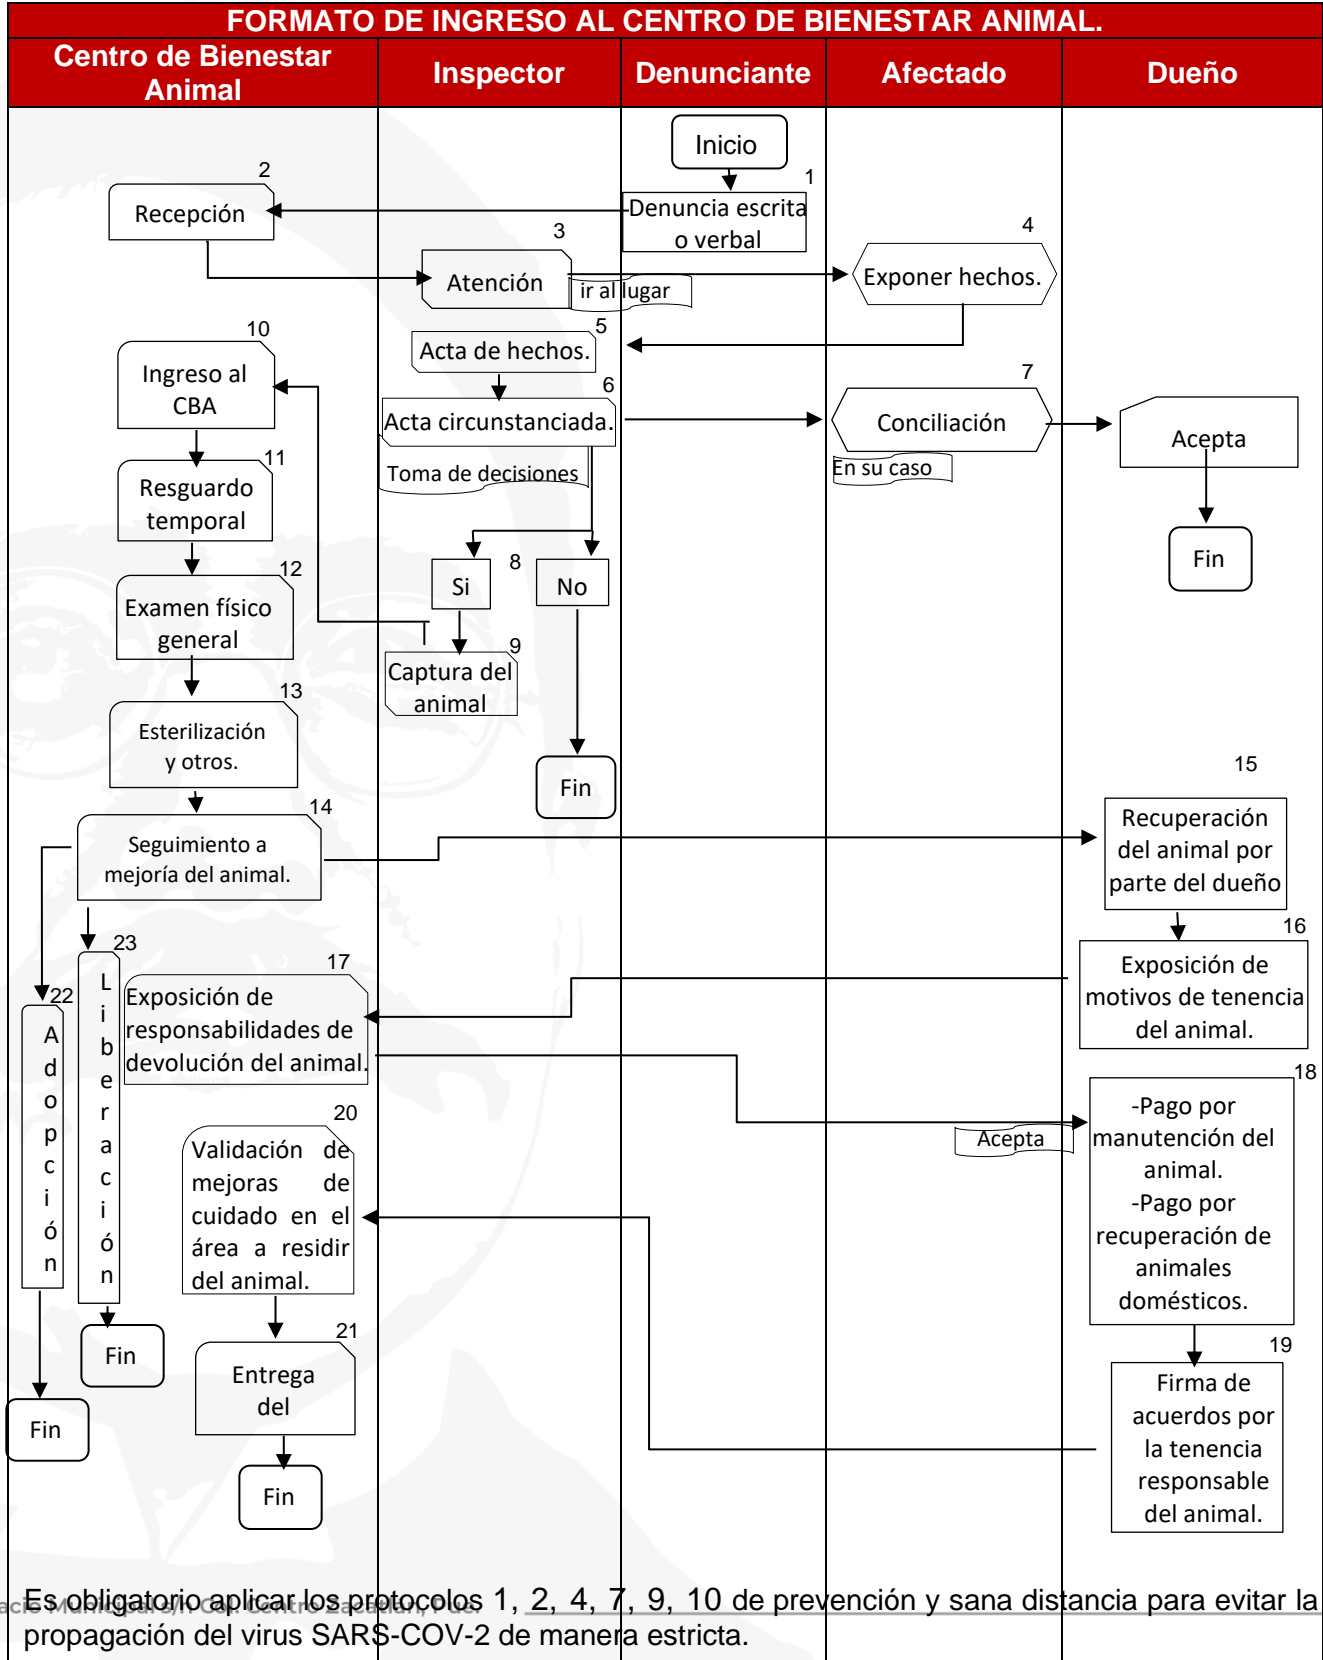 FORMATO DE INGRESO AL CENTRO DE BIENESTAR ANIMAL.
Centro de Bienestar
Animal
Inspector
Denunciante
Afectado
Dueño
Inicio
1
Denuncia escrita
o verbal
2
Recepción
3
Atención
ir al lugar
4
Exponer hechos.
5
Acta de hechos.
6
Acta circunstanciada.
Toma de decisiones
7
Conciliación
En su caso
Acepta
Fin
8
Si
No
9
Captura del
animal
Fin
10
Ingreso al
CBA
11
Resguardo
temporal
12
Examen físico
general
13
Esterilización
y otros.
14
Seguimiento a
mejoría del animal.
15
Recuperación
del animal por
parte del dueño
16
Exposición de
motivos de tenencia
del animal.
17
Exposición de
responsabilidades de
devolución del animal.
18
Acepta
-Pago por
manutención del
animal.
-Pago por
recuperación de
animales
domésticos.
19
Firma de
acuerdos por
la tenencia
responsable
del animal.
20
Validación de
mejoras de
cuidado en el
área a residir
del animal.
21
Entrega
del
Fin
22
Adopción
Fin
23
Liberación
Fin
Es obligatorio aplicar los protocolos 1, 2, 4, 7, 9, 10 de prevención y sana distancia para evitar la
propagación del virus SARS-COV-2 de manera estricta.